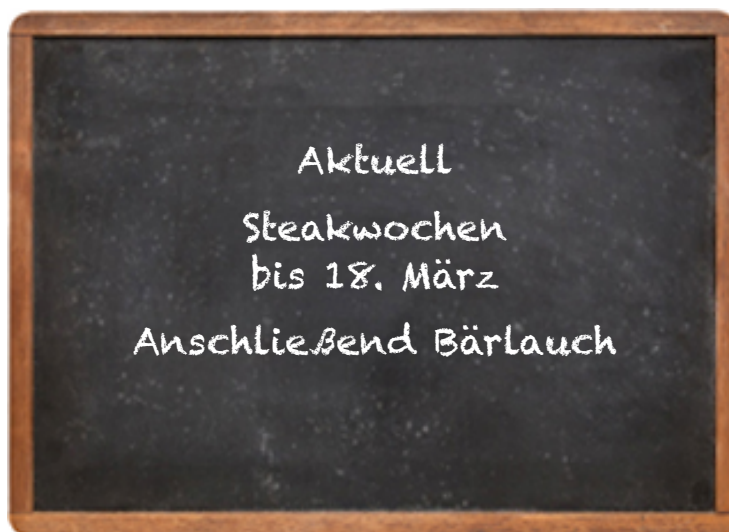 Aktuell
Steakwochen
bis 18. März
Anschließend Bärlauch